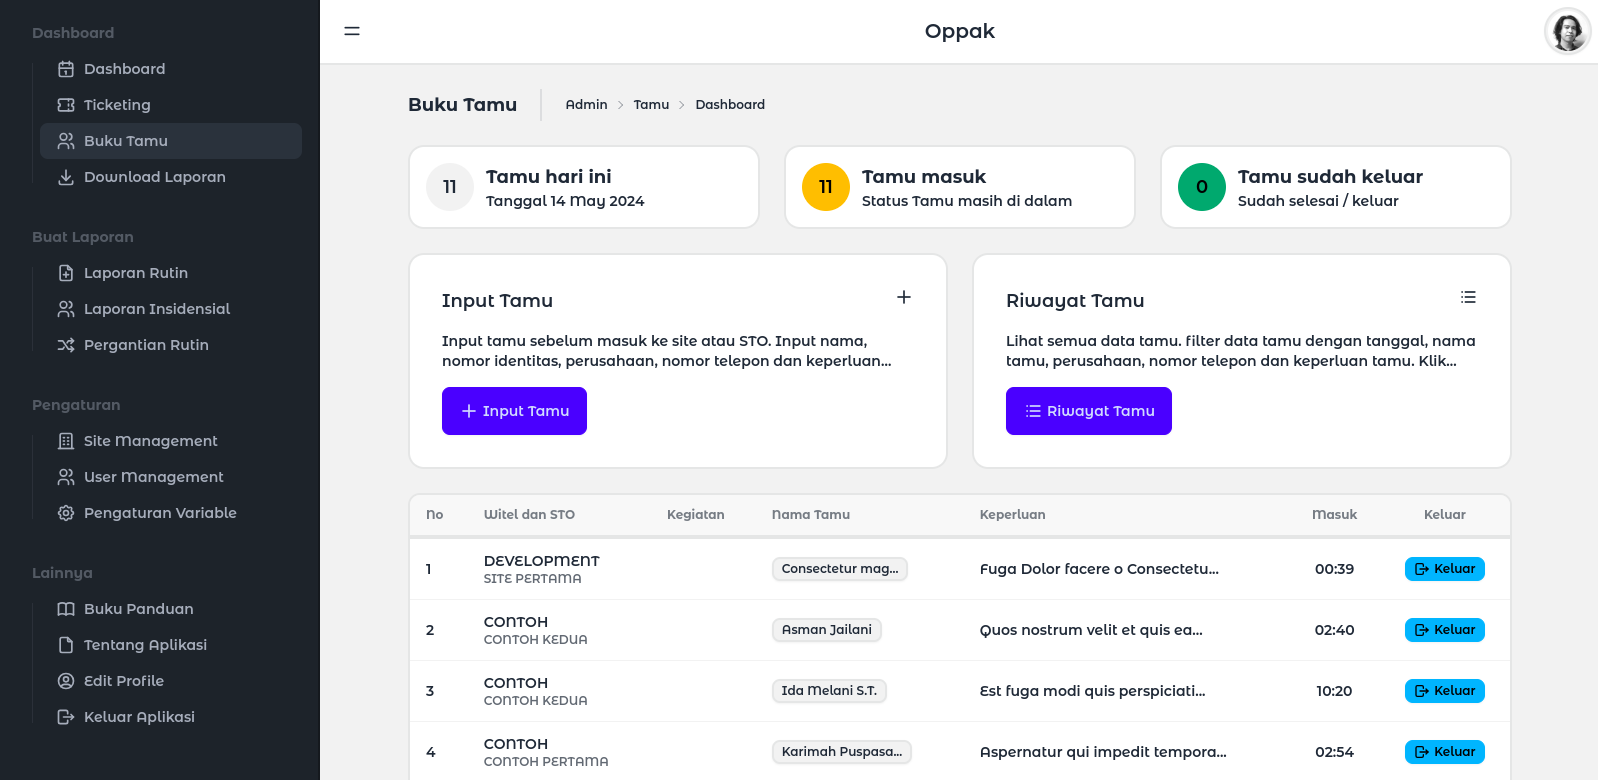 Dashboard
Dashboard
Ticketing
Buku Tamu
Download Laporan
Buat Laporan
Laporan Rutin
Laporan Insidensial
Pergantian Rutin
Pengaturan
Site Management
User Management
Pengaturan Variable
Lainnya
Buku Panduan
Tentang Aplikasi
Edit Profile
Keluar Aplikasi
Oppak
Buku Tamu
Admin > Tamu > Dashboard
11
Tamu hari ini
Tanggal 14 May 2024
11
Tamu masuk
Status Tamu masih di dalam
0
Tamu sudah keluar
Sudah selesai / keluar
Input Tamu
Input tamu sebelum masuk ke site atau STO. Input nama,
nomor identitas, perusahaan, nomor telepon dan keperluan...
Input Tamu
Riwayat Tamu
Lihat semua data tamu. filter data tamu dengan tanggal, nama
tamu, perusahaan, nomor telepon dan keperluan tamu. Klik...
Riwayat Tamu
No Witel dan STO Kegiatan Nama Tamu Keperluan Masuk Keluar
1 DEVELOPMENT Consectetur mag... Fuga Dolor facere o Consectetu... 00:39 Keluar
SITE PERTAMA
2 CONTOH Asman Jailani Quos nostrum velit et quis ea... 02:40 Keluar
CONTOH KEDUA
3 CONTOH Ida Melani S.T. Est fuga modi quis perspiciati... 10:20 Keluar
CONTOH KEDUA
4 CONTOH Karimah Puspasa... Aspernatur qui impedit tempora... 02:54 Keluar
CONTOH PERTAMA